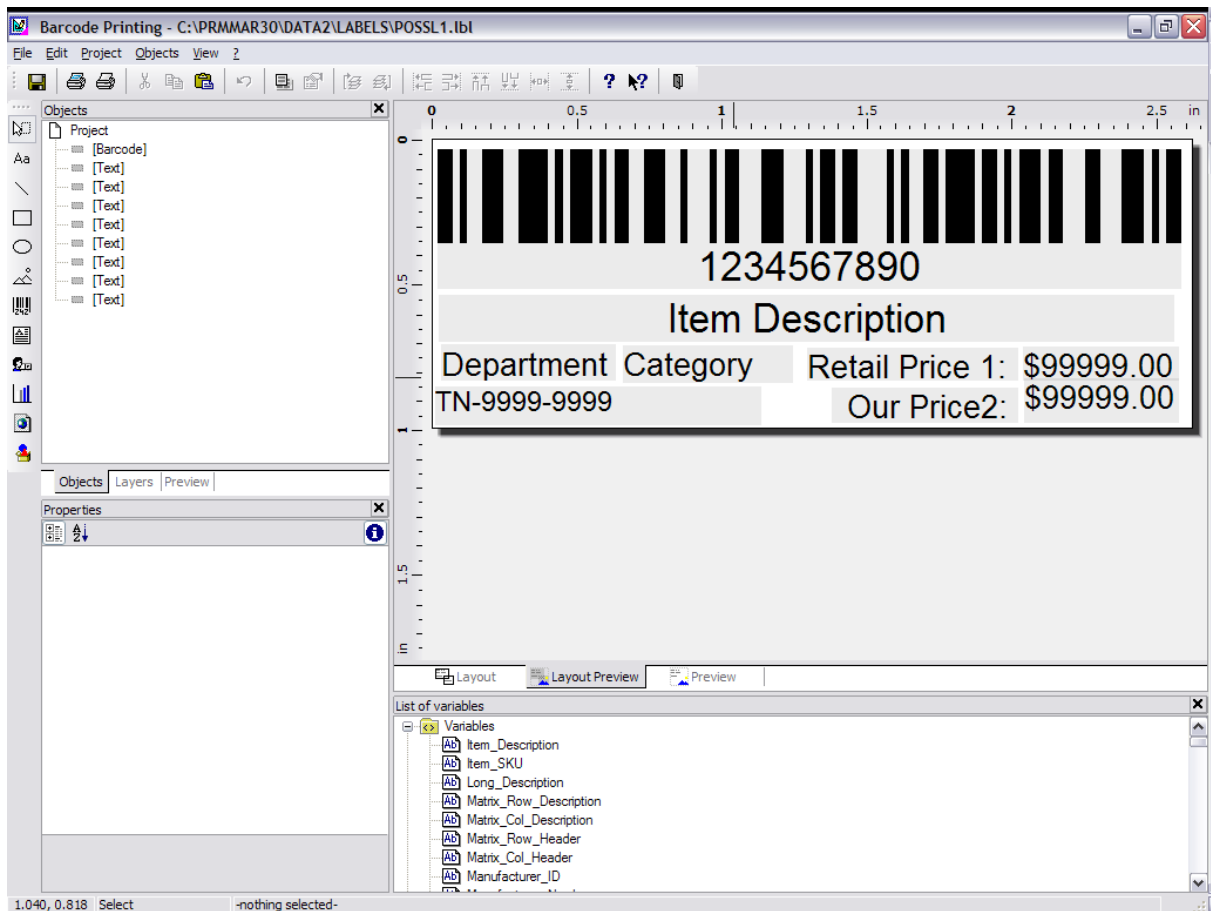 Barcode Printing - C:\PRMMAR30\DATA2\LABELS\POSSL1.lbl
File Edit Project Objects View ?
Objects
Project
[Barcode]
[Text]
[Text]
[Text]
[Text]
[Text]
[Text]
[Text]
[Text]
Objects Layers Preview
Properties
0 0.5 1 1.5 2 2.5 in
0
0.5
1
1.5
in
1234567890
Item Description
Department Category Retail Price 1: $99999.00
TN-9999-9999 Our Price2: $99999.00
Layout Layout Preview Preview
List of variables
Variables
Item_Description
Item_SKU
Long_Description
Matrix_Row_Description
Matrix_Col_Description
Matrix_Row_Header
Matrix_Col_Header
Manufacturer_ID
1.040, 0.818 Select -nothing selected-